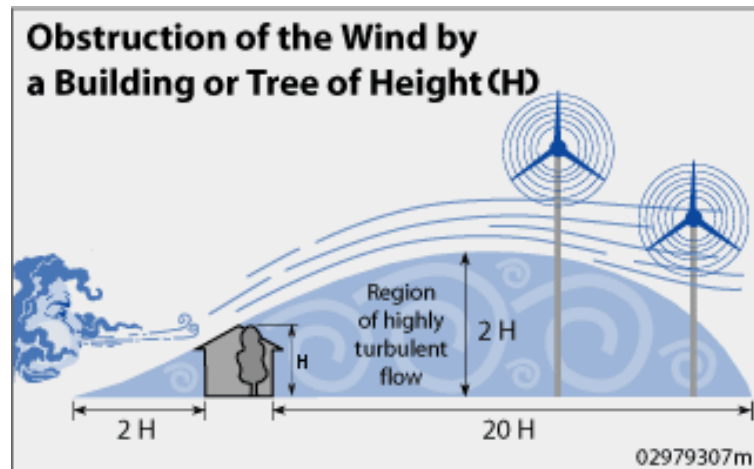 Obstruction of the Wind by
a Building or Tree of Height (H)
Region
of highly
turbulent
flow
2 H
H
2 H
20 H
02979307m